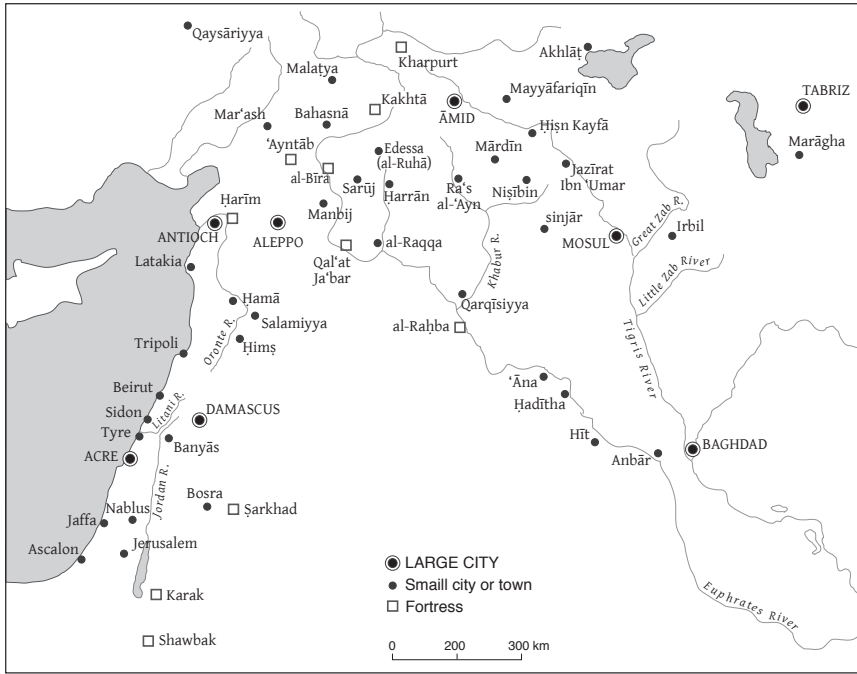 Qaysāriyya
Kharpurt
Akhlāṭ
Malaṭya
Mayyāfariqīn
TABRIZ
Kakhtā
ĀMID
Mar‘ash
Bahasnā
Ḥiṣn Kayfā
Marāgha
‘Ayntāb
Edessa
(al-Ruhā)
Mārdīn
al-Bīra
Jazīrat
Ibn ‘Umar
Sarūj
Ḥarrān
Ra's
al-‘Ayn
Niṣībin
Ḥarīm
Manbij
Great Zab R.
sinjār
Irbil
ANTIOCH
ALEPPO
al-Raqqa
MOSUL
Khabur R.
Latakia
Qal‘at
Ja‘bar
Little Zab River
Ḥamā
Qarqīsiyya
Salamiyya
al-Raḥba
Oronte R.
Ḥimṣ
Tigris River
Tripoli
‘Āna
Beirut
Ḥadītha
Litani R.
DAMASCUS
Sidon
Tyre
Banyās
Hīt
BAGHDAD
ACRE
Anbār
Jordan R.
Bosra
Nablus
Ṣarkhad
Jaffa
Jerusalem
Ascalon
LARGE CITY
Smaill city or town
Karak
Fortress
Euphrates River
Shawbak
0 200 300 km